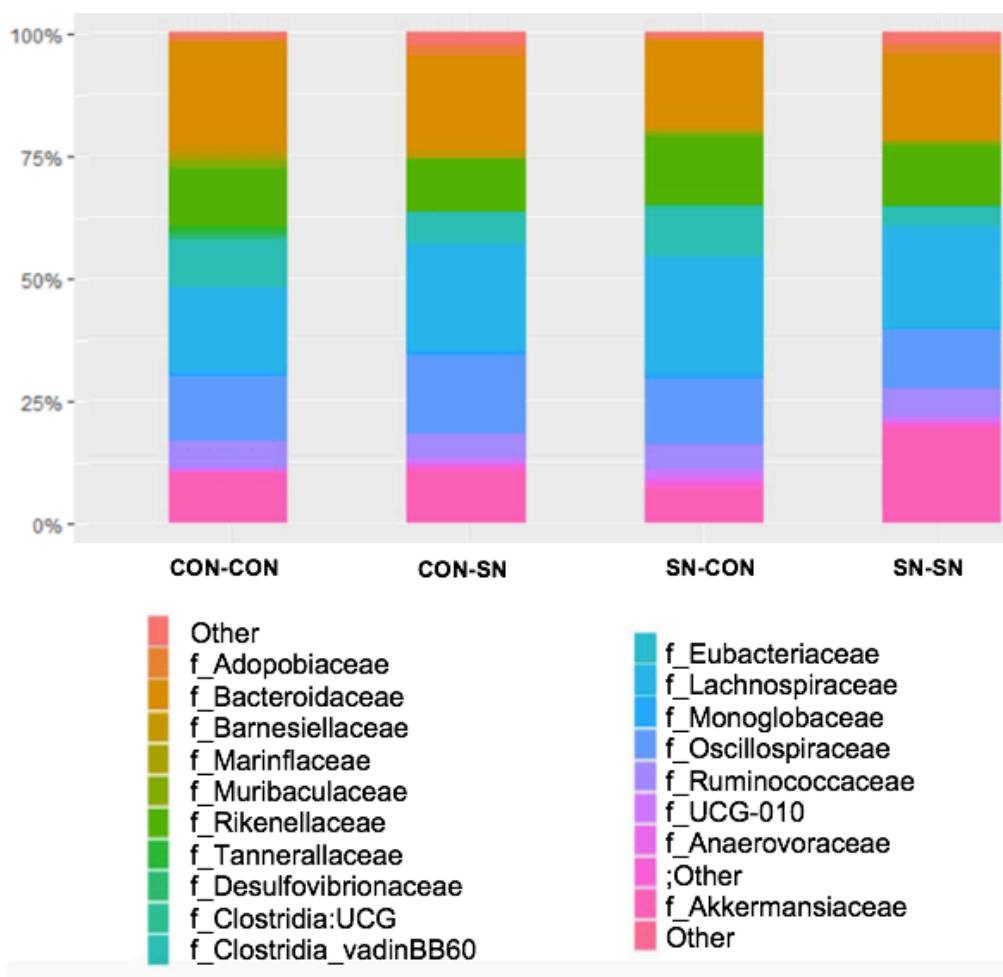 100%
75%
50%
25%
0%
CON-CON CON-SN SN-CON SN-SN
Other
f_Adopobiaceae
f_Bacteroidaceae
f_Barnesiellaceae
f_Marinflaceae
f_Muribaculaceae
f_Rikenellaceae
f_Tannerallaceae
f_Desulfovibrionaceae
f_Clostridia:UCG
f_Clostridia_vadinBB60
f_Eubacteriaceae
f_Lachnospiraceae
f_Monoglobaceae
f_Oscillospiraceae
f_Ruminococcaceae
f_UCG-010
f_Anaerovoraceae
;Other
f_Akkermansiaceae
Other